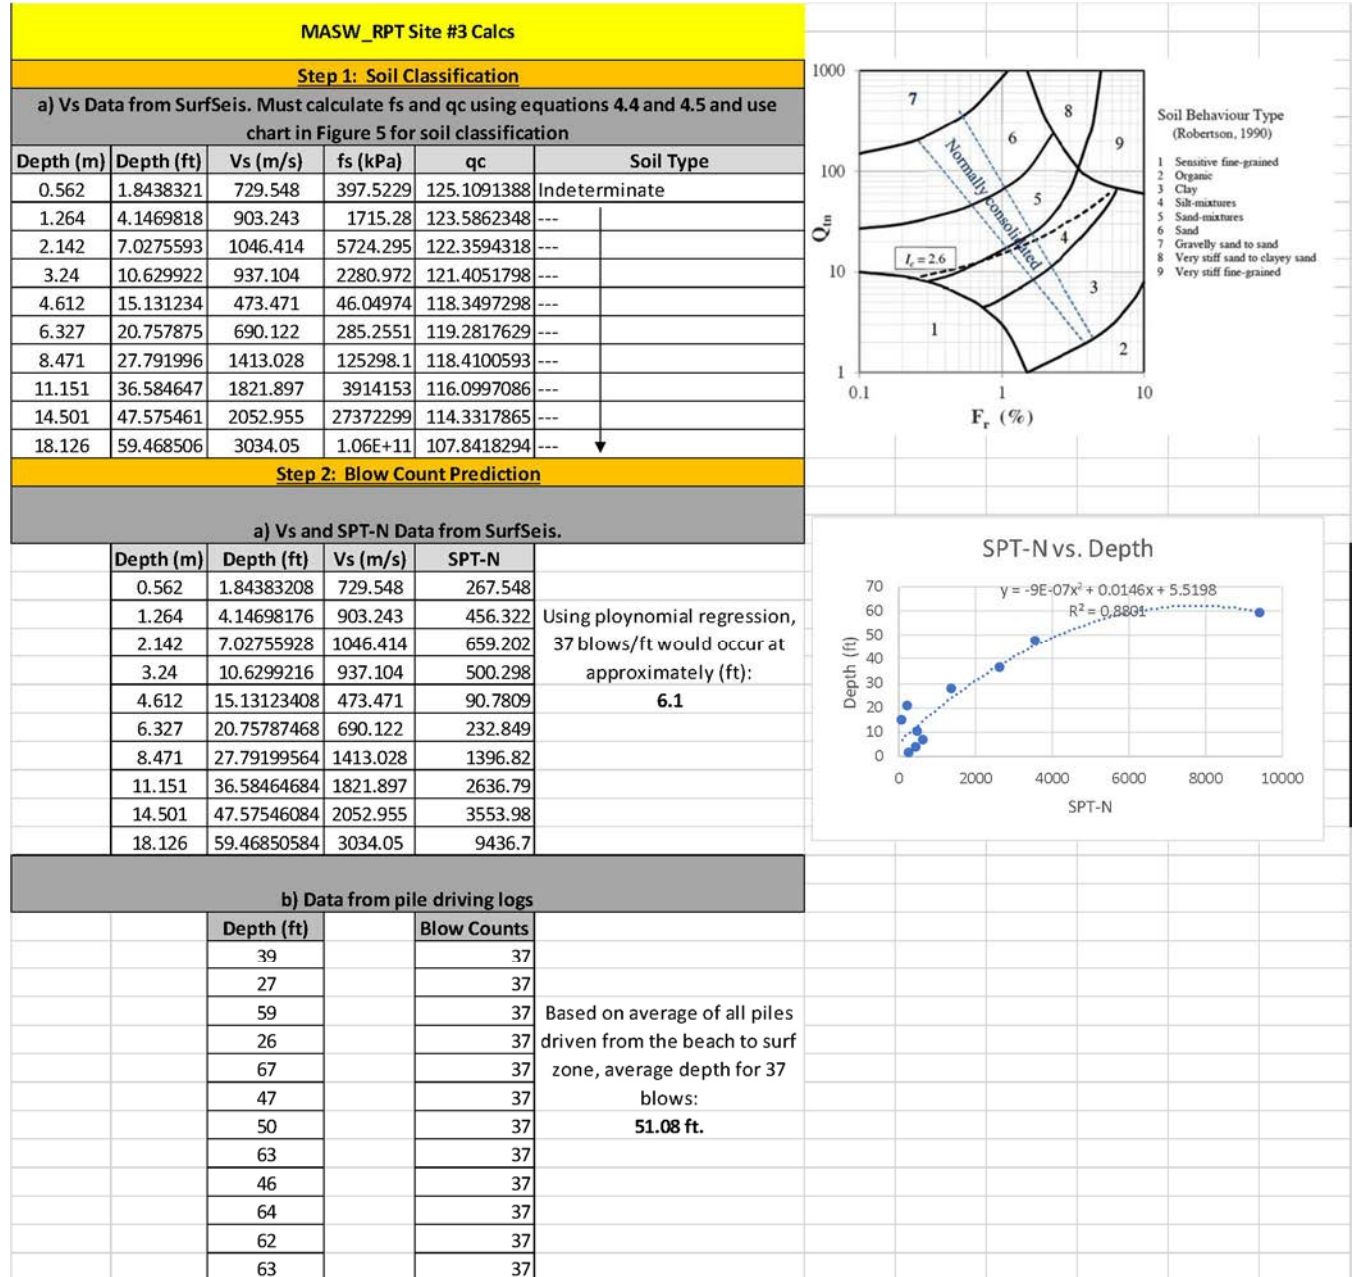 MASW_RPT Site #3 Calcs
Step 1: Soil Classification
a) Vs Data from SurfSeis. Must calculate fs and qc using equations 4.4 and 4.5 and use
chart in Figure 5 for soil classification
Depth (m) Depth (ft) Vs (m/s) fs (kPa) qc Soil Type
0.562 1.8438321 729.548 397.5229 125.1091388 Indeterminate
1.264 4.1469818 903.243 1715.28 123.5862348 ---
2.142 7.0275593 1046.414 5724.295 122.3594318 ---
3.24 10.629922 937.104 2280.972 121.4051798 ---
4.612 15.131234 473.471 46.04974 118.3497298 ---
6.327 20.757875 690.122 285.2551 119.2817629 ---
8.471 27.791996 1413.028 125298.1 118.4100593 ---
11.151 36.584647 1821.897 3914153 116.0997086 ---
14.501 47.575461 2052.955 27372299 114.3317865 ---
18.126 59.468506 3034.05 1.06E+11 107.8418294 ---
1000
100
10
1
Qtn
0.1 1 10
Fr (%)
7
8
6
9
5
4
3
1
2
Normally consolidated
Ic = 2.6
Soil Behaviour Type
(Robertson, 1990)
1 Sensitive fine-grained
2 Organic
3 Clay
4 Silt-mixtures
5 Sand-mixtures
6 Sand
7 Gravelly sand to sand
8 Very stiff sand to clayey sand
9 Very stiff fine-grained
Step 2: Blow Count Prediction
a) Vs and SPT-N Data from SurfSeis.
Depth (m) Depth (ft) Vs (m/s) SPT-N
0.562 1.84383208 729.548 267.548
1.264 4.14698176 903.243 456.322
2.142 7.02755928 1046.414 659.202
3.24 10.6299216 937.104 500.298
4.612 15.13123408 473.471 90.7809
6.327 20.75787468 690.122 232.849
8.471 27.79199564 1413.028 1396.82
11.151 36.58464684 1821.897 2636.79
14.501 47.57546084 2052.955 3553.98
18.126 59.46850584 3034.05 9436.7
Using ploynomial regression,
37 blows/ft would occur at
approximately (ft):
6.1
SPT-N vs. Depth
y = -9E-07x² + 0.0146x + 5.5198
R² = 0.8801
70
60
50
40
30
20
10
0
Depth (ft)
0 2000 4000 6000 8000 10000
SPT-N
b) Data from pile driving logs
Depth (ft) Blow Counts
39 37
27 37
59 37
26 37
67 37
47 37
50 37
63 37
46 37
64 37
62 37
63 37
Based on average of all piles
driven from the beach to surf
zone, average depth for 37
blows:
51.08 ft.